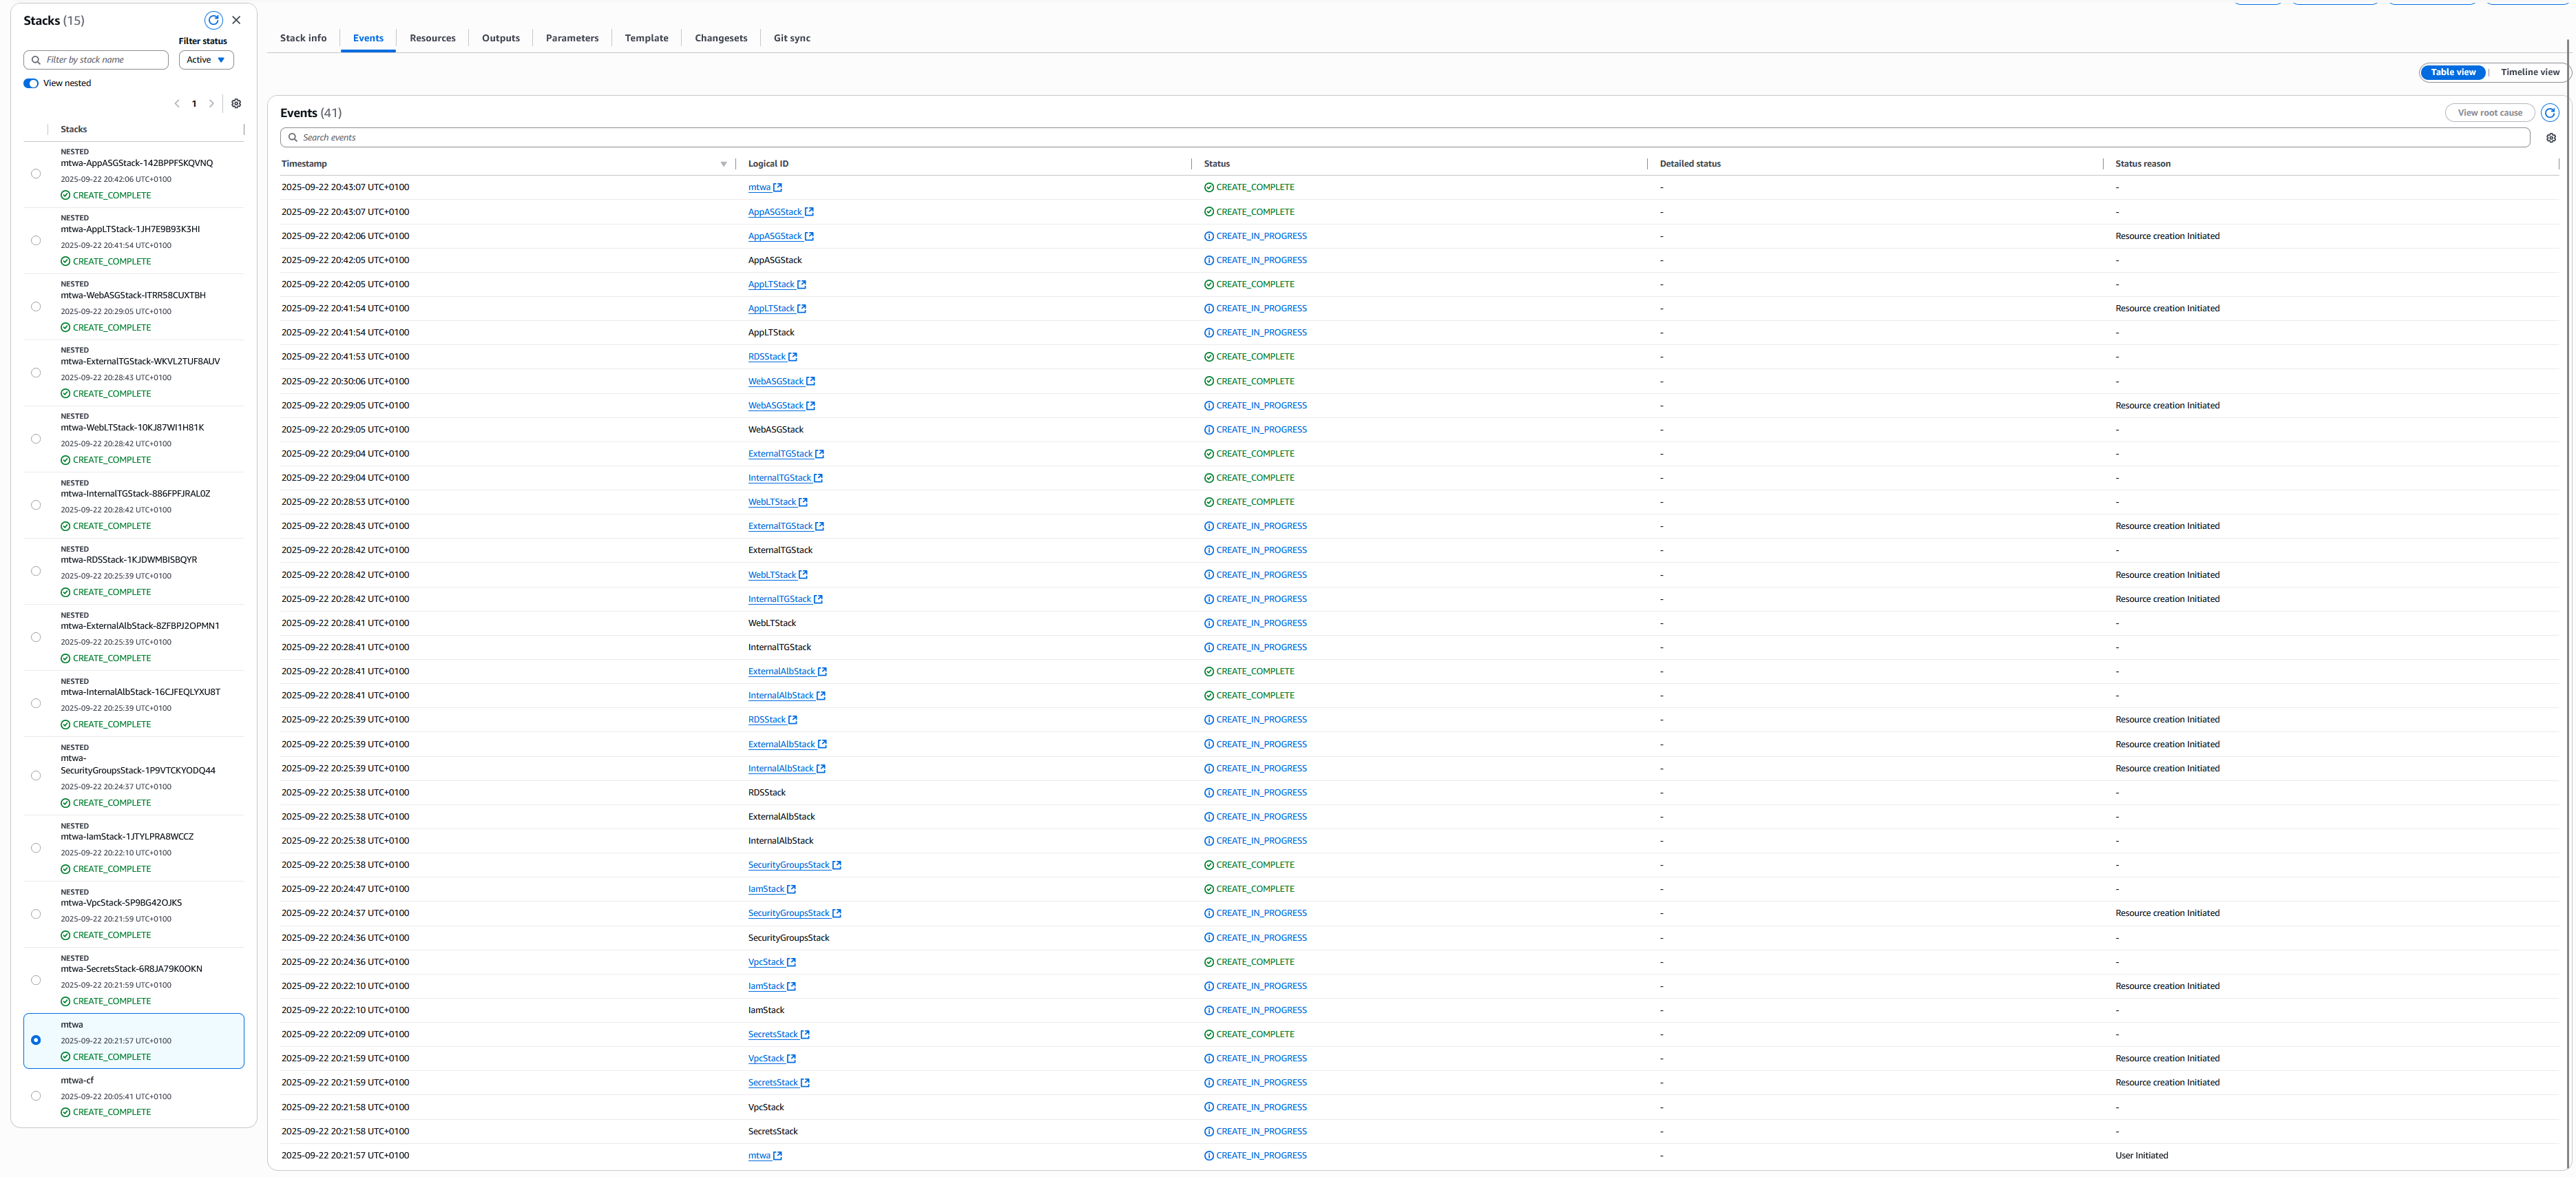 Stacks (15)
Filter status
Filter by stack name
Active
View nested
1
Stacks
NESTED
mtwa-AppASGStack-142BPPFSKQVNQ
2025-09-22 20:42:06 UTC+0100
CREATE_COMPLETE
NESTED
mtwa-AppLTStack-1JH7E9B93K3HI
2025-09-22 20:41:54 UTC+0100
CREATE_COMPLETE
NESTED
mtwa-WebASGStack-ITRR58CUXTBH
2025-09-22 20:29:05 UTC+0100
CREATE_COMPLETE
NESTED
mtwa-ExternalTGStack-WKVL2TUF8AUV
2025-09-22 20:28:43 UTC+0100
CREATE_COMPLETE
NESTED
mtwa-WebLTStack-10KJ87WI1H81K
2025-09-22 20:28:42 UTC+0100
CREATE_COMPLETE
NESTED
mtwa-InternalTGStack-886FPFJRAL0Z
2025-09-22 20:28:42 UTC+0100
CREATE_COMPLETE
NESTED
mtwa-RDSStack-1KJDWMBISBQYR
2025-09-22 20:25:39 UTC+0100
CREATE_COMPLETE
NESTED
mtwa-ExternalAlbStack-8ZFBPJ2OPMN1
2025-09-22 20:25:39 UTC+0100
CREATE_COMPLETE
NESTED
mtwa-InternalAlbStack-16CJFEQLYXU8T
2025-09-22 20:25:39 UTC+0100
CREATE_COMPLETE
NESTED
mtwa-
SecurityGroupsStack-1P9VTCKYODQ44
2025-09-22 20:24:37 UTC+0100
CREATE_COMPLETE
NESTED
mtwa-IamStack-1JTYLPRA8WCCZ
2025-09-22 20:22:10 UTC+0100
CREATE_COMPLETE
NESTED
mtwa-VpcStack-SP9BG42OJKS
2025-09-22 20:21:59 UTC+0100
CREATE_COMPLETE
NESTED
mtwa-SecretsStack-6R8JA79K0OKN
2025-09-22 20:21:59 UTC+0100
CREATE_COMPLETE
mtwa
2025-09-22 20:21:57 UTC+0100
CREATE_COMPLETE
mtwa-cf
2025-09-22 20:05:41 UTC+0100
CREATE_COMPLETE
Stack info Events Resources Outputs Parameters Template Changesets Git sync
Table view Timeline view
Events (41) View root cause
Search events
Timestamp Logical ID Status Detailed status Status reason
2025-09-22 20:43:07 UTC+0100 mtwa CREATE_COMPLETE - -
2025-09-22 20:43:07 UTC+0100 AppASGStack CREATE_COMPLETE - -
2025-09-22 20:42:06 UTC+0100 AppASGStack CREATE_IN_PROGRESS - Resource creation Initiated
2025-09-22 20:42:05 UTC+0100 AppASGStack CREATE_IN_PROGRESS - -
2025-09-22 20:42:05 UTC+0100 AppLTStack CREATE_COMPLETE - -
2025-09-22 20:41:54 UTC+0100 AppLTStack CREATE_IN_PROGRESS - Resource creation Initiated
2025-09-22 20:41:54 UTC+0100 AppLTStack CREATE_IN_PROGRESS - -
2025-09-22 20:41:53 UTC+0100 RDSStack CREATE_COMPLETE - -
2025-09-22 20:30:06 UTC+0100 WebASGStack CREATE_COMPLETE - -
2025-09-22 20:29:05 UTC+0100 WebASGStack CREATE_IN_PROGRESS - Resource creation Initiated
2025-09-22 20:29:05 UTC+0100 WebASGStack CREATE_IN_PROGRESS - -
2025-09-22 20:29:04 UTC+0100 ExternalTGStack CREATE_COMPLETE - -
2025-09-22 20:29:04 UTC+0100 InternalTGStack CREATE_COMPLETE - -
2025-09-22 20:28:53 UTC+0100 WebLTStack CREATE_COMPLETE - -
2025-09-22 20:28:43 UTC+0100 ExternalTGStack CREATE_IN_PROGRESS - Resource creation Initiated
2025-09-22 20:28:42 UTC+0100 ExternalTGStack CREATE_IN_PROGRESS - -
2025-09-22 20:28:42 UTC+0100 WebLTStack CREATE_IN_PROGRESS - Resource creation Initiated
2025-09-22 20:28:42 UTC+0100 InternalTGStack CREATE_IN_PROGRESS - Resource creation Initiated
2025-09-22 20:28:41 UTC+0100 WebLTStack CREATE_IN_PROGRESS - -
2025-09-22 20:28:41 UTC+0100 InternalTGStack CREATE_IN_PROGRESS - -
2025-09-22 20:28:41 UTC+0100 ExternalAlbStack CREATE_COMPLETE - -
2025-09-22 20:28:41 UTC+0100 InternalAlbStack CREATE_COMPLETE - -
2025-09-22 20:25:39 UTC+0100 RDSStack CREATE_IN_PROGRESS - Resource creation Initiated
2025-09-22 20:25:39 UTC+0100 ExternalAlbStack CREATE_IN_PROGRESS - Resource creation Initiated
2025-09-22 20:25:39 UTC+0100 InternalAlbStack CREATE_IN_PROGRESS - Resource creation Initiated
2025-09-22 20:25:38 UTC+0100 RDSStack CREATE_IN_PROGRESS - -
2025-09-22 20:25:38 UTC+0100 ExternalAlbStack CREATE_IN_PROGRESS - -
2025-09-22 20:25:38 UTC+0100 InternalAlbStack CREATE_IN_PROGRESS - -
2025-09-22 20:25:38 UTC+0100 SecurityGroupsStack CREATE_COMPLETE - -
2025-09-22 20:24:47 UTC+0100 IamStack CREATE_COMPLETE - -
2025-09-22 20:24:37 UTC+0100 SecurityGroupsStack CREATE_IN_PROGRESS - Resource creation Initiated
2025-09-22 20:24:36 UTC+0100 SecurityGroupsStack CREATE_IN_PROGRESS - -
2025-09-22 20:24:36 UTC+0100 VpcStack CREATE_COMPLETE - -
2025-09-22 20:22:10 UTC+0100 IamStack CREATE_IN_PROGRESS - Resource creation Initiated
2025-09-22 20:22:10 UTC+0100 IamStack CREATE_IN_PROGRESS - -
2025-09-22 20:22:09 UTC+0100 SecretsStack CREATE_COMPLETE - -
2025-09-22 20:21:59 UTC+0100 VpcStack CREATE_IN_PROGRESS - Resource creation Initiated
2025-09-22 20:21:59 UTC+0100 SecretsStack CREATE_IN_PROGRESS - Resource creation Initiated
2025-09-22 20:21:58 UTC+0100 VpcStack CREATE_IN_PROGRESS - -
2025-09-22 20:21:58 UTC+0100 SecretsStack CREATE_IN_PROGRESS - -
2025-09-22 20:21:57 UTC+0100 mtwa CREATE_IN_PROGRESS - User Initiated